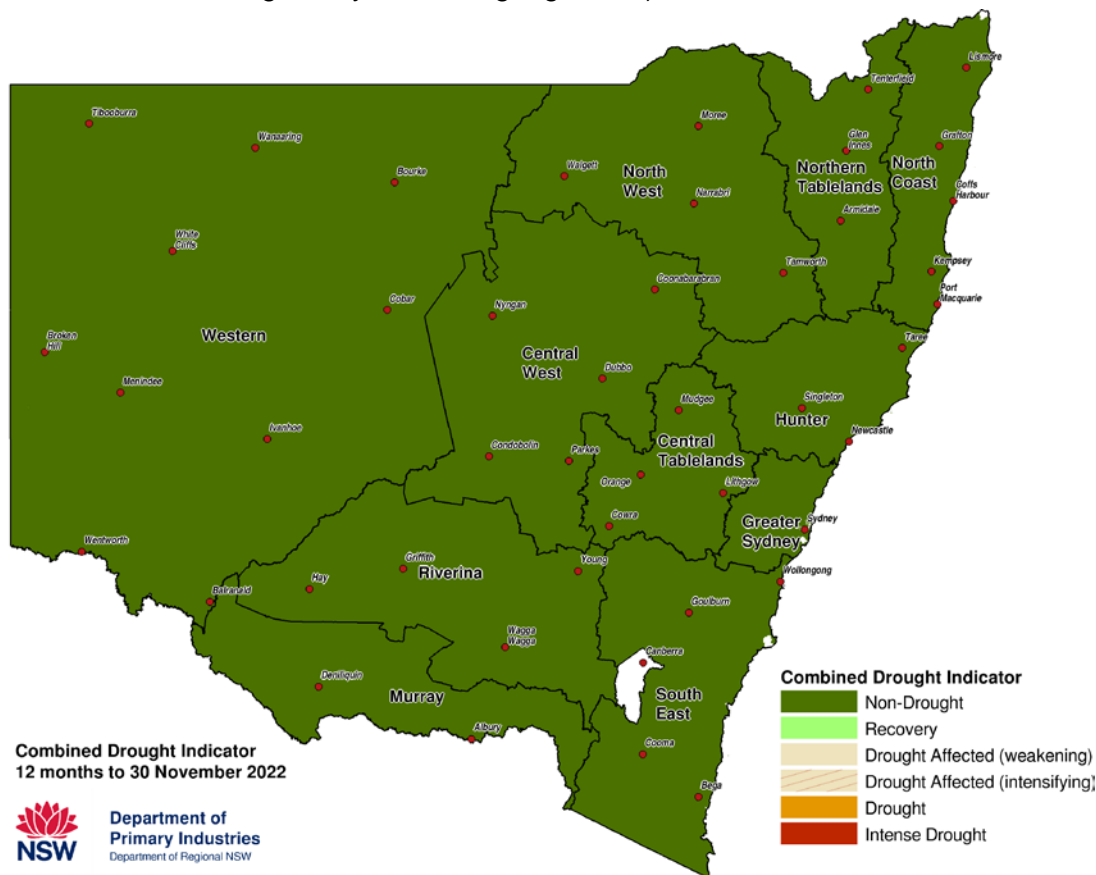 Lismore
Tenterfield
Tibooburra
Moree
Wanaaring
Glen
Innes
Grafton
Bourke
Walgett
North
West
Northern
Tablelands
North
Coast
Coffs
Harbour
Narrabri
Armidale
White
Cliffs
Coonabarabran
Tamworth
Kempsey
Port
Macquarie
Cobar
Nyngan
Western
Broken
Hill
Taree
Central
West
Dubbo
Menindee
Mudgee
Singleton
Hunter
Ivanhoe
Newcastle
Central
Tablelands
Condobolin
Parkes
Orange
Lithgow
Cowra
Greater
Sydney
Sydney
Wentworth
Griffith
Riverina
Young
Hay
Wollongong
Balranald
Goulburn
Wagga
Wagga
Canberra
Deniliquin
Murray
South
East
Albury
Cooma
Bega
Combined Drought Indicator
Non-Drought
Recovery
Drought Affected (weakening)
Drought Affected (intensifying)
Drought
Intense Drought
Combined Drought Indicator
12 months to 30 November 2022
NSW
Department of
Primary Industries
Department of Regional NSW